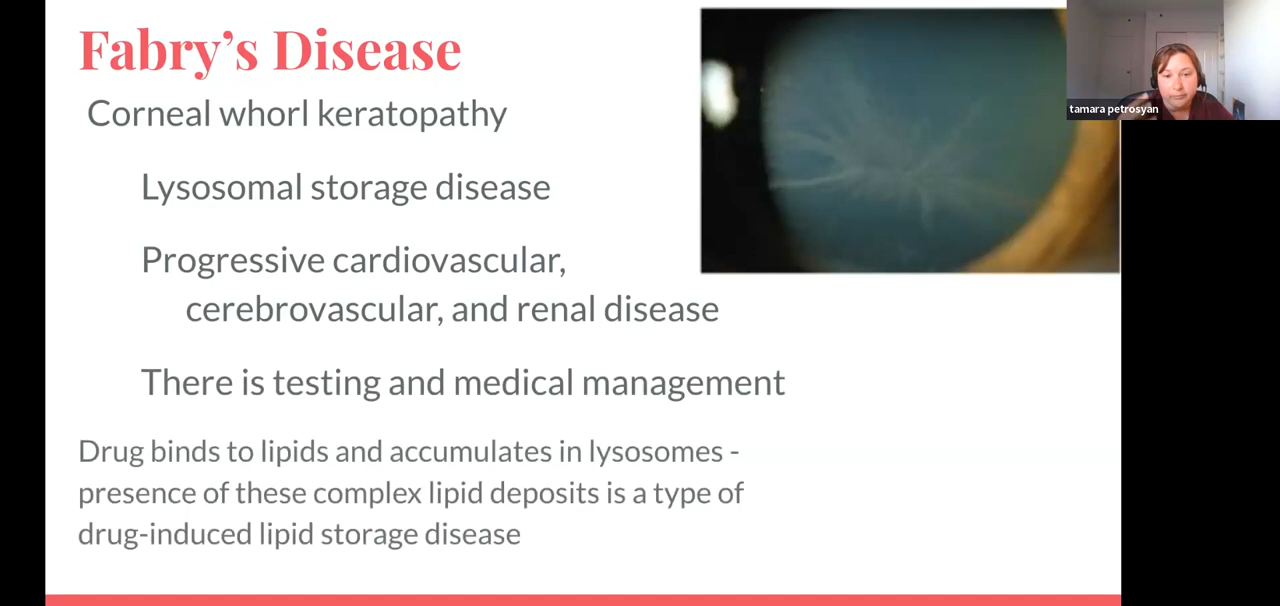 Fabry's Disease
Corneal whorl keratopathy
Lysosomal storage disease
Progressive cardiovascular,
cerebrovascular, and renal disease
There is testing and medical management
Drug binds to lipids and accumulates in lysosomes -
presence of these complex lipid deposits is a type of
drug-induced lipid storage disease
tamara petrosyan